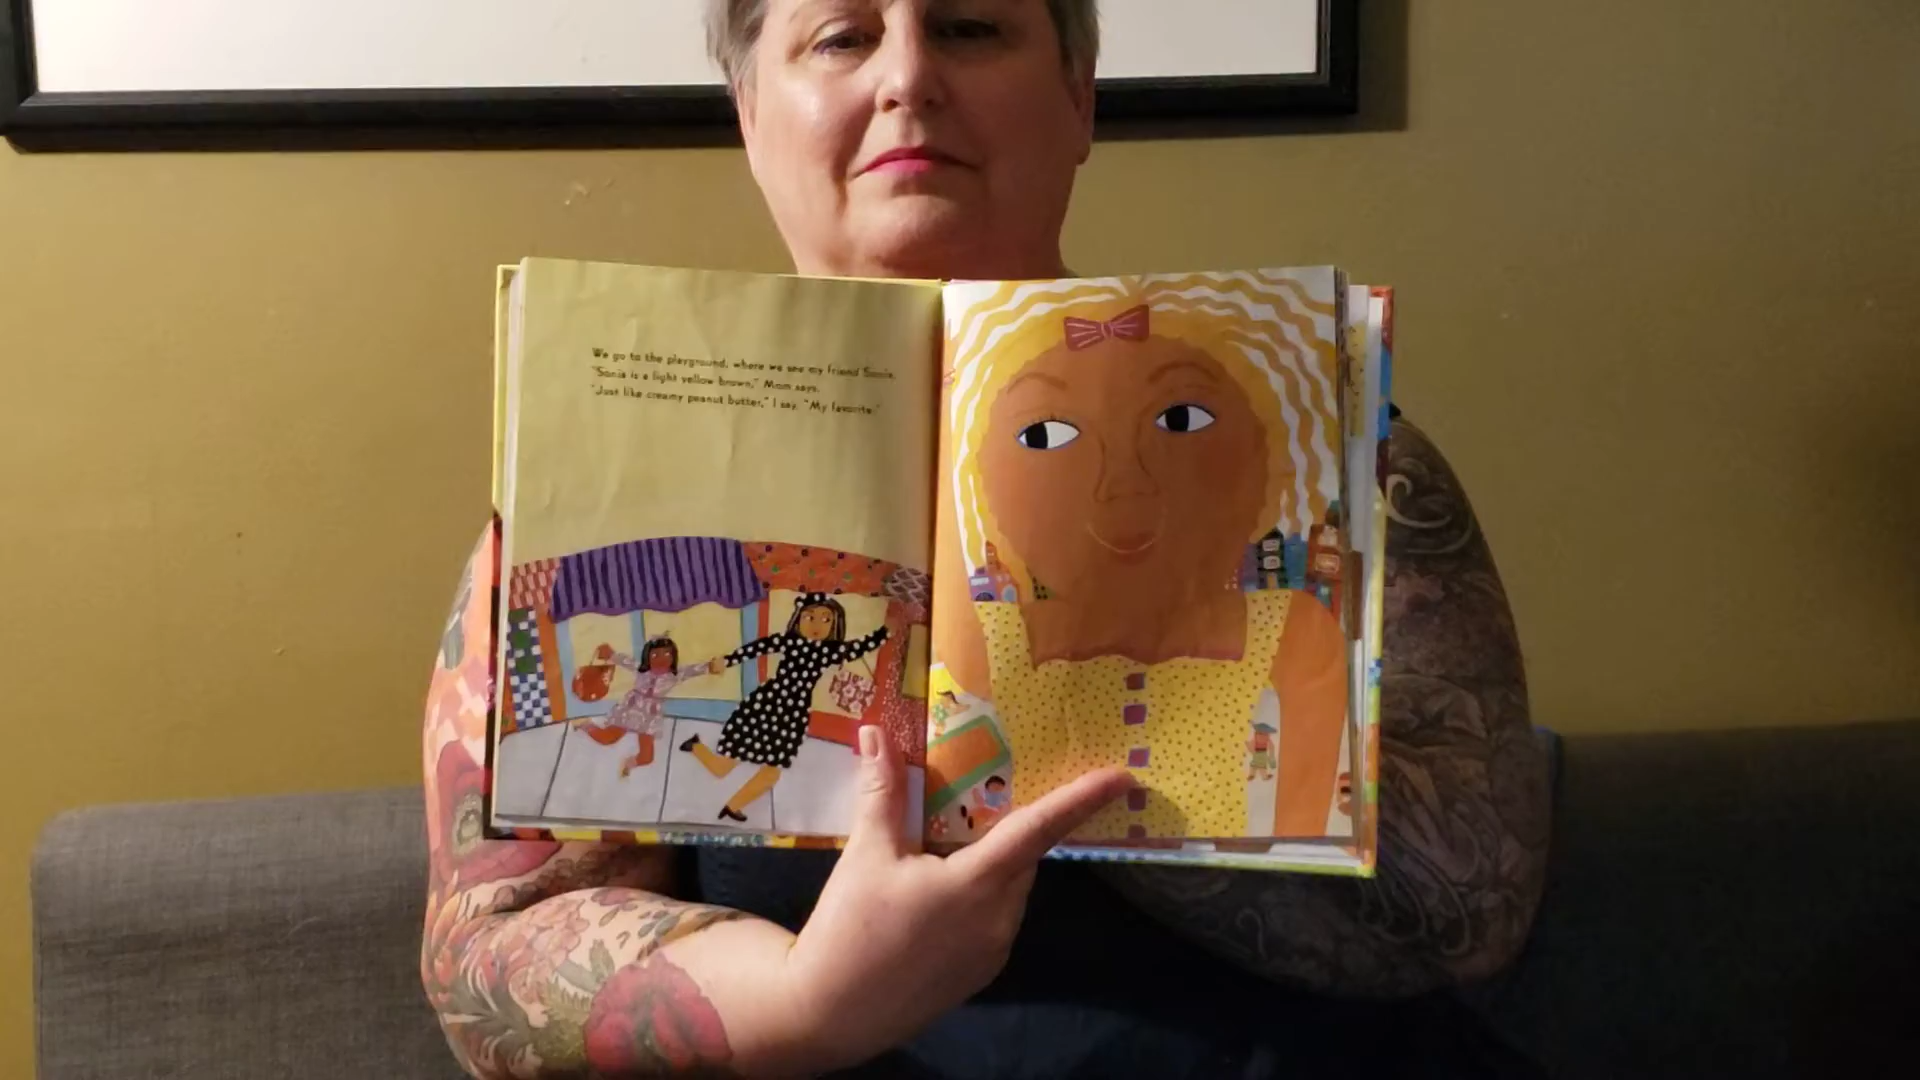 We go to the playground, where we see my friend Sonia.
"Sonia is a light yellow brown," Mom says.
"Just like creamy peanut butter," I say. "My favorite."